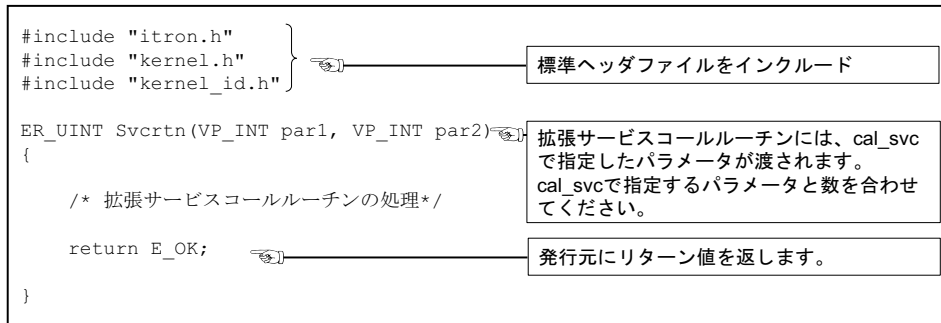 #include "itron.h"
#include "kernel.h"
#include "kernel_id.h"
標準ヘッダファイルをインクルード
ER_UINT Svcrtn(VP_INT par1, VP_INT par2)
{
拡張サービスコールルーチンには、cal_svc
で指定したパラメータが渡されます。
cal_svcで指定するパラメータと数を合わせ
てください。
/* 拡張サービスコールルーチンの処理*/
return E_OK;
発行元にリターン値を返します。
}